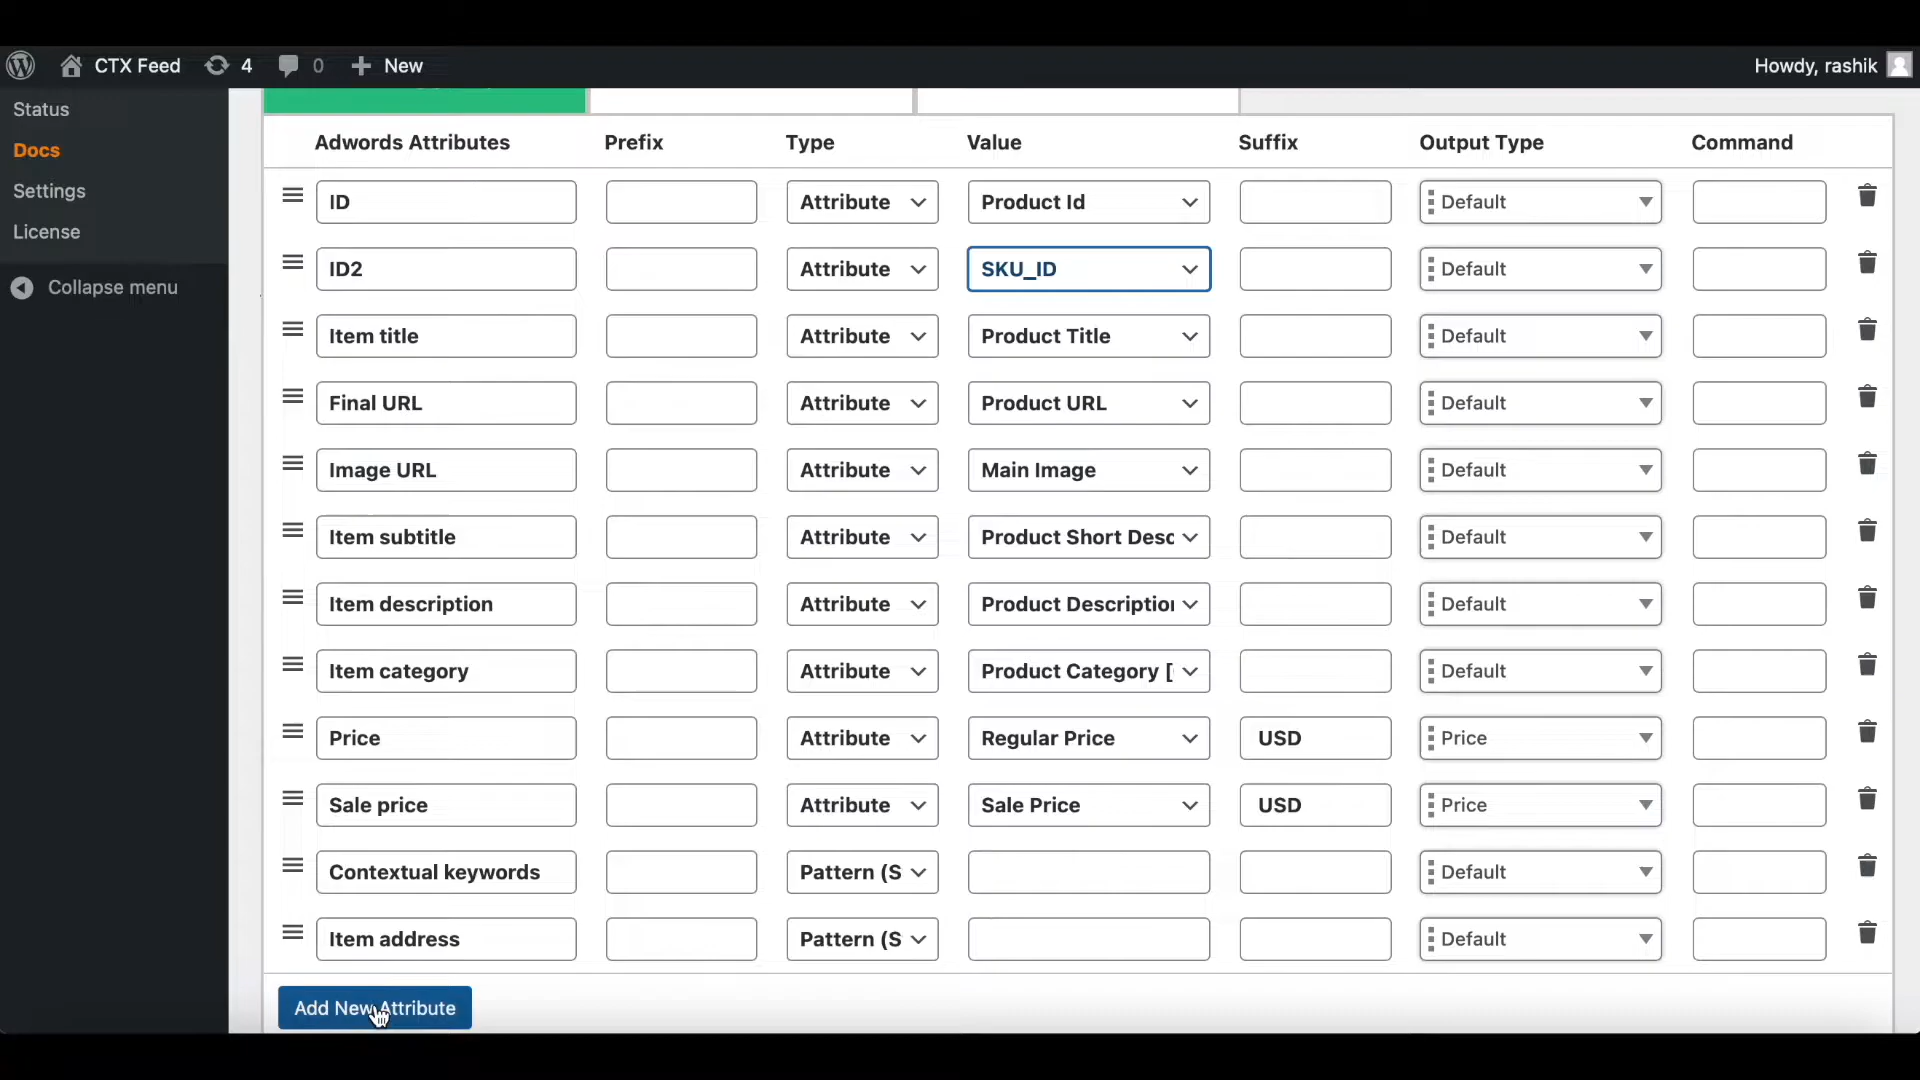 CTX Feed 4 0 New Howdy, rashik
Status
Docs
Settings
License
Collapse menu
Adwords Attributes Prefix Type Value Suffix Output Type Command
ID Attribute Product Id Default
ID2 Attribute SKU_ID Default
Item title Attribute Product Title Default
Final URL Attribute Product URL Default
Image URL Attribute Main Image Default
Item subtitle Attribute Product Short Desc Default
Item description Attribute Product Description Default
Item category Attribute Product Category [ Default
Price Attribute Regular Price USD Price
Sale price Attribute Sale Price USD Price
Contextual keywords Pattern (S Default
Item address Pattern (S Default
Add New Attribute